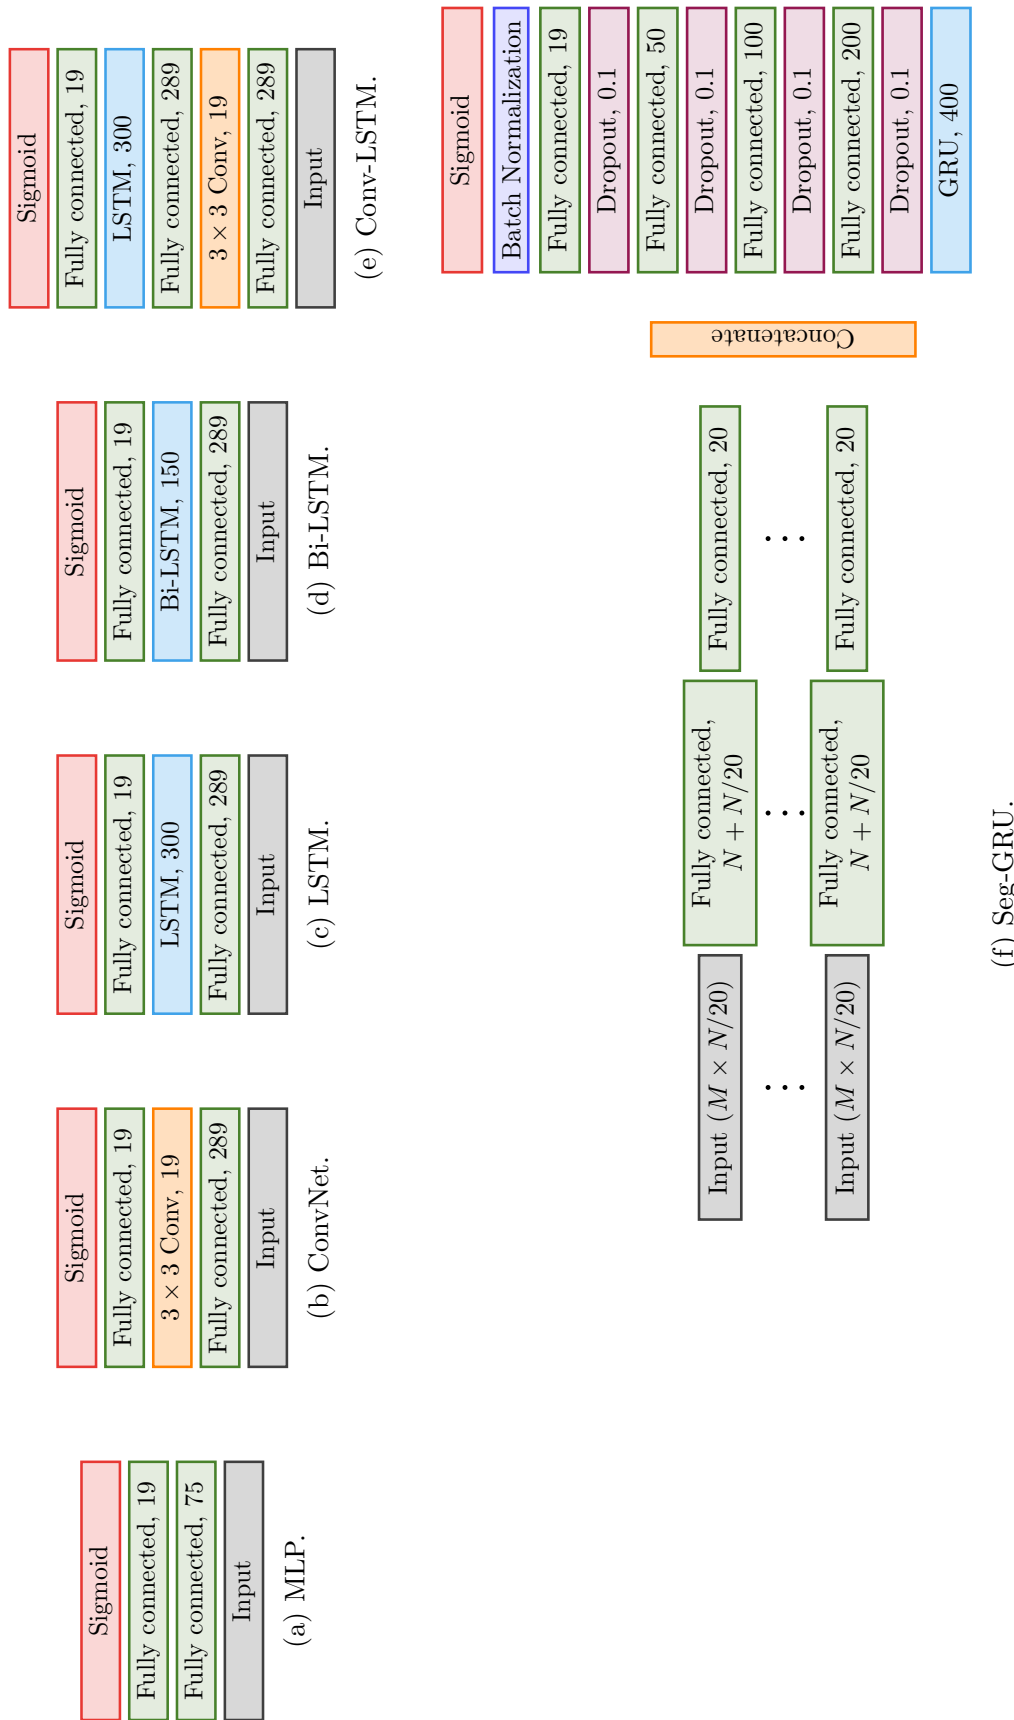 Sigmoid
Fully connected, 19
Fully connected, 75
Input
(a) MLP.
Sigmoid
Fully connected, 19
3 × 3 Conv, 19
Fully connected, 289
Input
(b) ConvNet.
Sigmoid
Fully connected, 19
LSTM, 300
Fully connected, 289
Input
(c) LSTM.
Sigmoid
Fully connected, 19
Bi-LSTM, 150
Fully connected, 289
Input
(d) Bi-LSTM.
Sigmoid
Fully connected, 19
LSTM, 300
Fully connected, 289
3 × 3 Conv, 19
Fully connected, 289
Input
(e) Conv-LSTM.
Input (M × N/20)
...
Input (M × N/20)
Fully connected,
N + N/20
...
Fully connected,
N + N/20
Fully connected, 20
...
Fully connected, 20
Concatenate
Sigmoid
Batch Normalization
Fully connected, 19
Dropout, 0.1
Fully connected, 50
Dropout, 0.1
Fully connected, 100
Dropout, 0.1
Fully connected, 200
Dropout, 0.1
GRU, 400
(f) Seg-GRU.